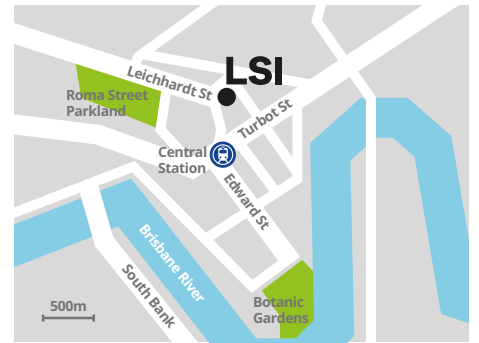 LSI
Leichhardt St
Roma Street
Parkland
Turbot St
Central
Station
Edward St
Brisbane River
South Bank
500m
Botanic
Gardens